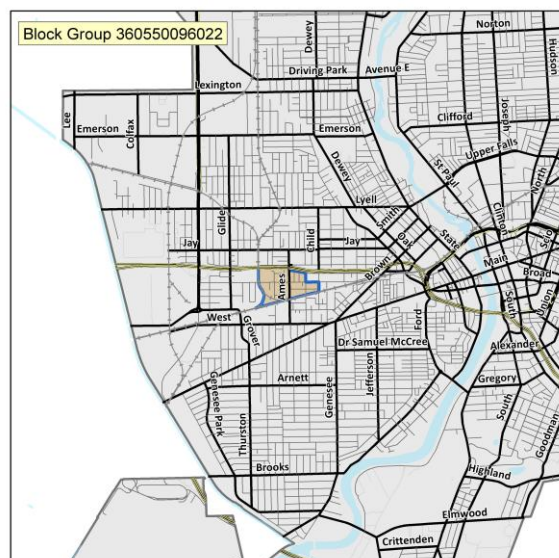 Block Group 360550096022
Norton
Dewey
Hudson
Driving Park
Avenue E
Lexington
Joseph
Clifford
Lee
Colfax
Emerson
Emerson
Upper Falls
Dewey
St Paul
North
Lyell
Clinton
Smith
Glide
Child
State
Scio
Jay
Jay
Oak
Main
Brown
Broad
Ames
Union
South
West
Ford
Grover
Dr Samuel McCree
Alexander
Arnett
Jefferson
Gregory
Genesee Park
Genesee
South
Thurston
Goodman
Brooks
Highland
Elmwood
Crittenden